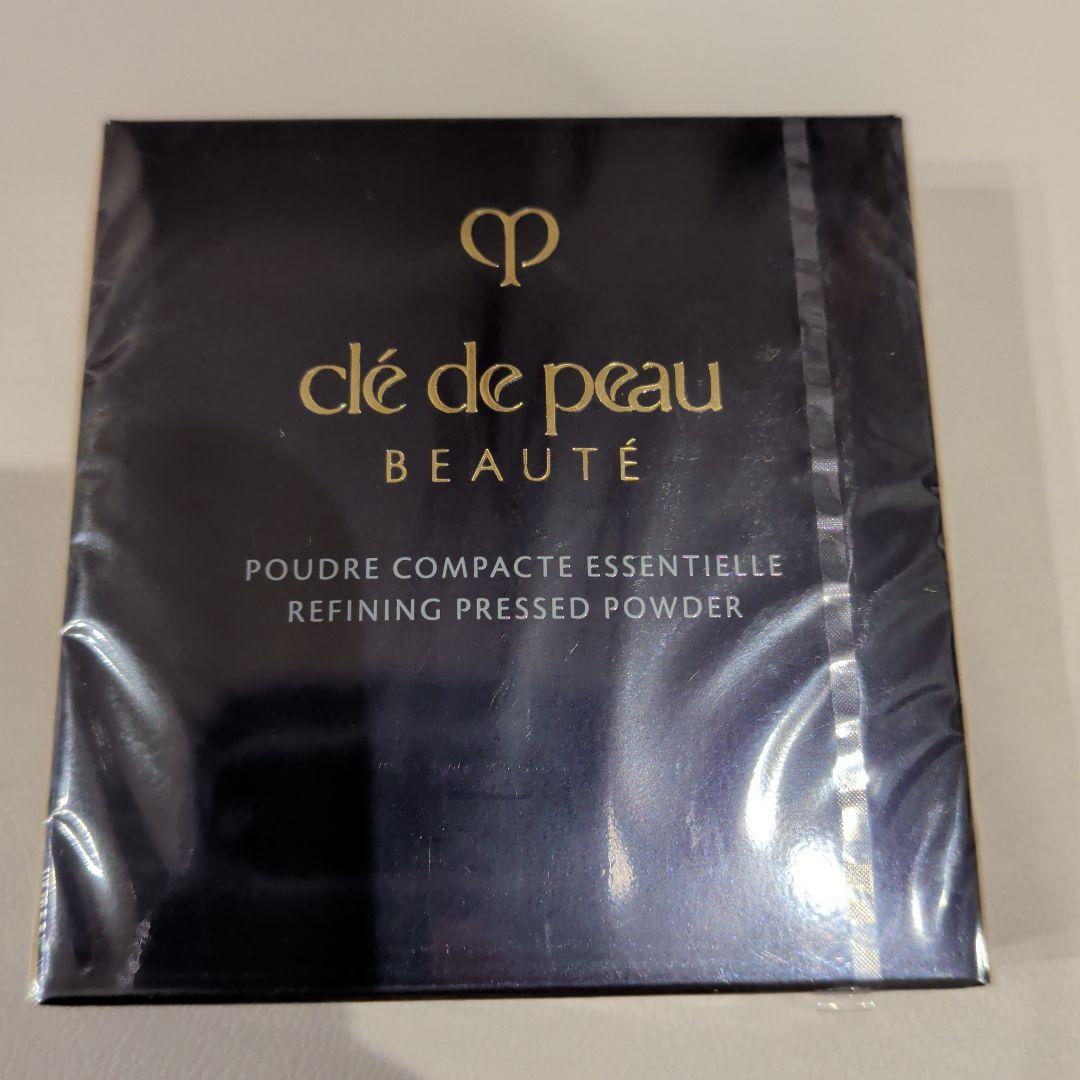 clé de peau
BEAUTÉ
POUDRE COMPACTE ESSENTIELLE
REFINING PRESSED POWDER